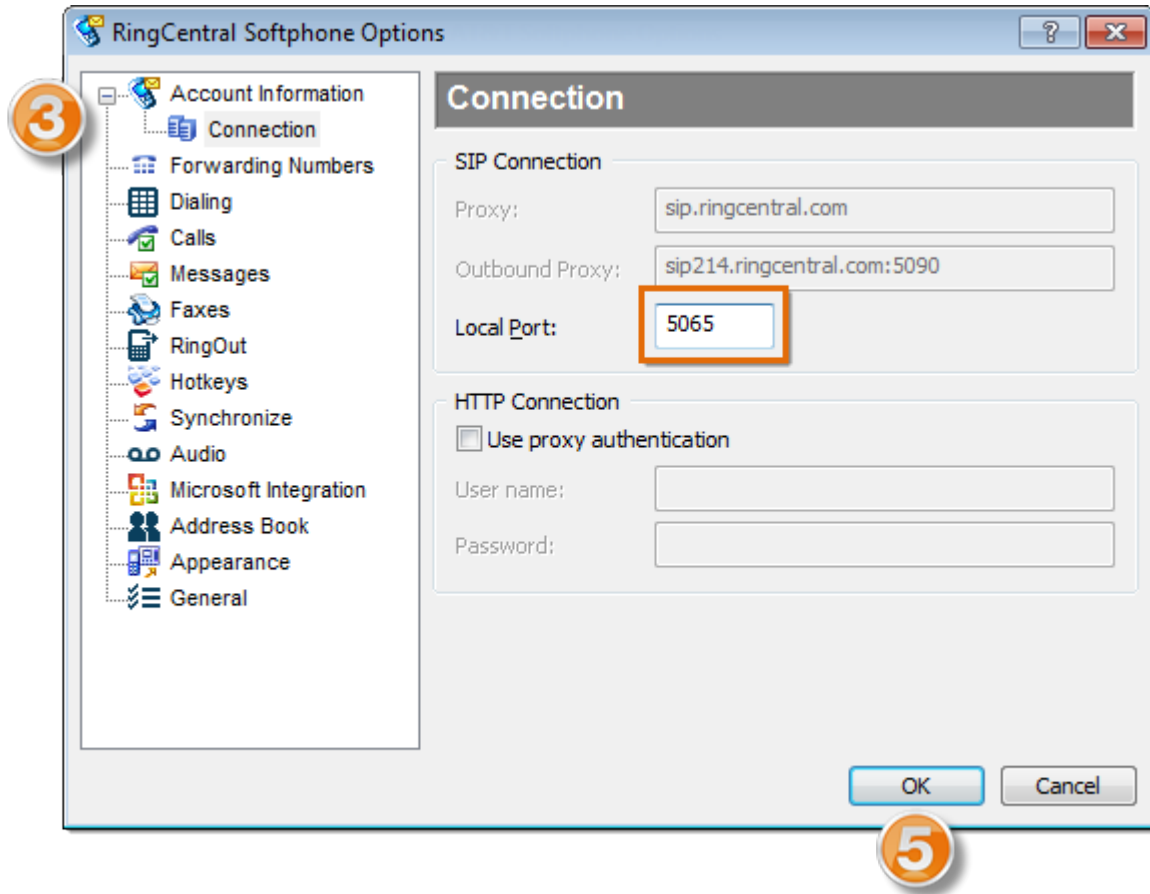 RingCentral Softphone Options
3
Account Information
Connection
Forwarding Numbers
Dialing
Calls
Messages
Faxes
RingOut
Hotkeys
Synchronize
Audio
Microsoft Integration
Address Book
Appearance
General
Connection
SIP Connection
Proxy: sip.ringcentral.com
Outbound Proxy: sip214.ringcentral.com:5090
Local Port: 5065
HTTP Connection
Use proxy authentication
User name:
Password:
OK Cancel
5